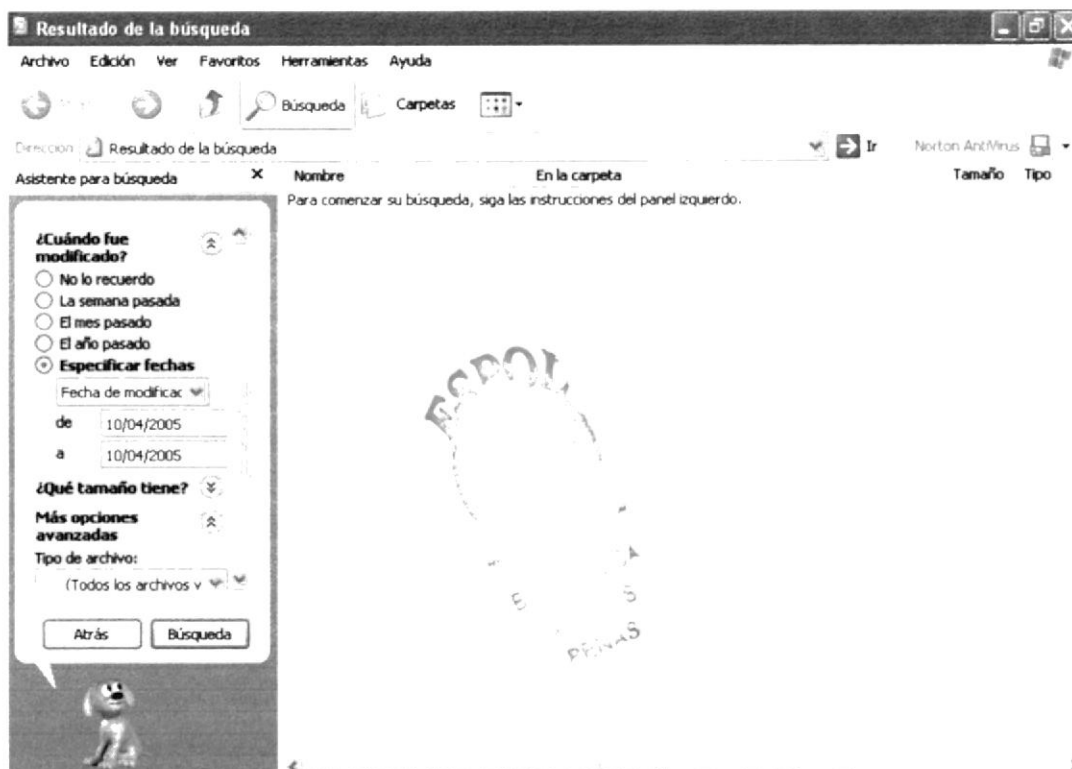 Resultado de la búsqueda
Archivo Edición Ver Favoritos Herramientas Ayuda
Búsqueda Carpetas
Dirección Resultado de la búsqueda Ir Norton AntiVirus
Asistente para búsqueda
Nombre En la carpeta Tamaño Tipo
Para comenzar su búsqueda, siga las instrucciones del panel izquierdo.
¿Cuándo fue
modificado?
No lo recuerdo
La semana pasada
El mes pasado
El año pasado
Especificar fechas
Fecha de modificac
de 10/04/2005
a 10/04/2005
¿Qué tamaño tiene?
Más opciones
avanzadas
Tipo de archivo:
(Todos los archivos v
Atrás Búsqueda
ESPOL
PEÑAS